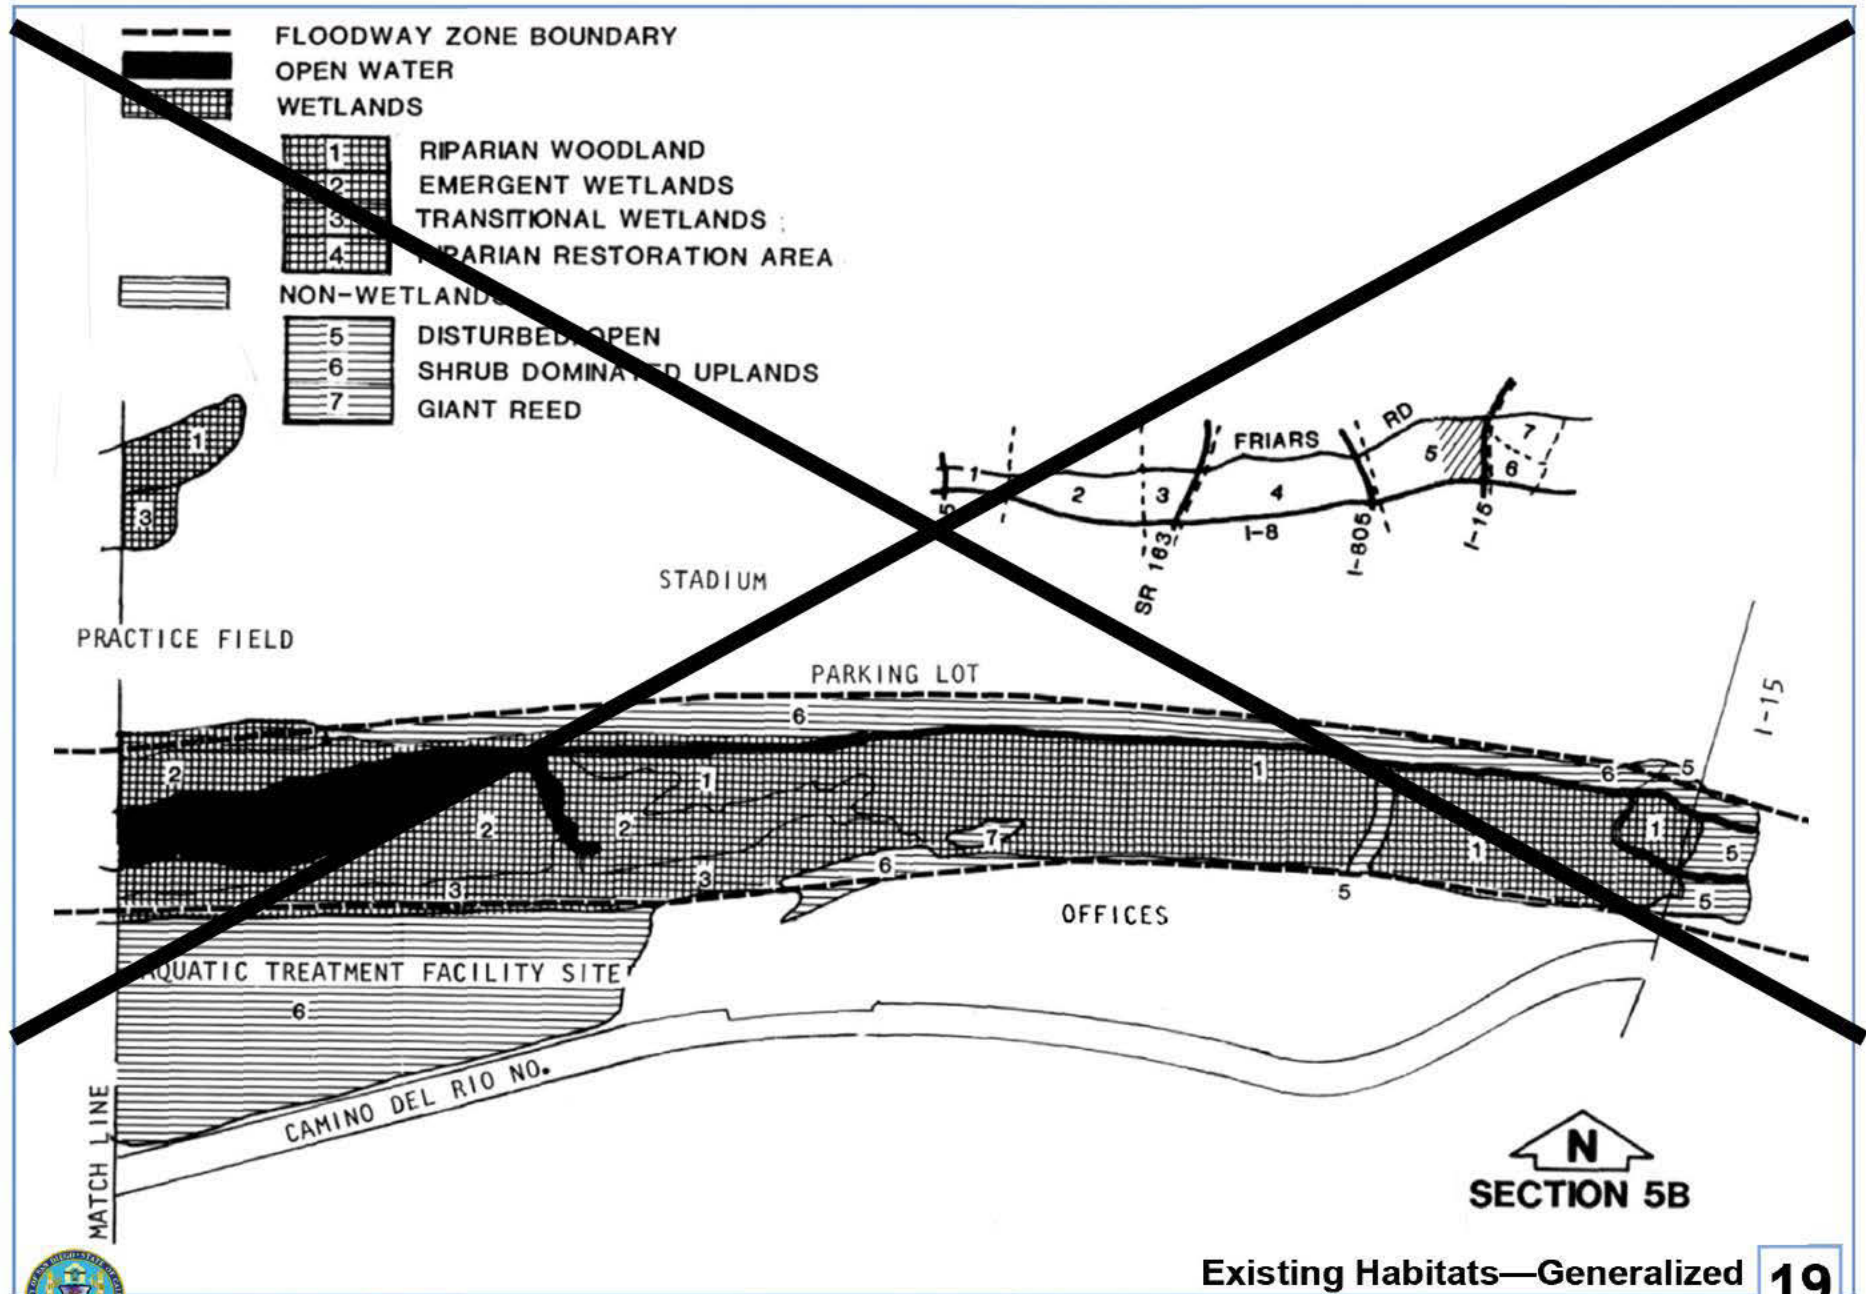 FLOODWAY ZONE BOUNDARY
OPEN WATER
WETLANDS
1 RIPARIAN WOODLAND
2 EMERGENT WETLANDS
3 TRANSITIONAL WETLANDS
4 RIPARIAN RESTORATION AREA
NON-WETLANDS
5 DISTURBED/OPEN
6 SHRUB DOMINATED UPLANDS
7 GIANT REED
1
3
FRIARS RD
1 2 3 4 5 6 7
5
SR 163
I-8
I-805
I-15
STADIUM
PRACTICE FIELD
PARKING LOT
I-15
6
2
1
1
6
5
2
2
7
1
1
5
3
3
6
5
5
OFFICES
AQUATIC TREATMENT FACILITY SITE
6
CAMINO DEL RIO NO.
MATCH LINE
N
SECTION 5B
Existing Habitats—Generalized
19